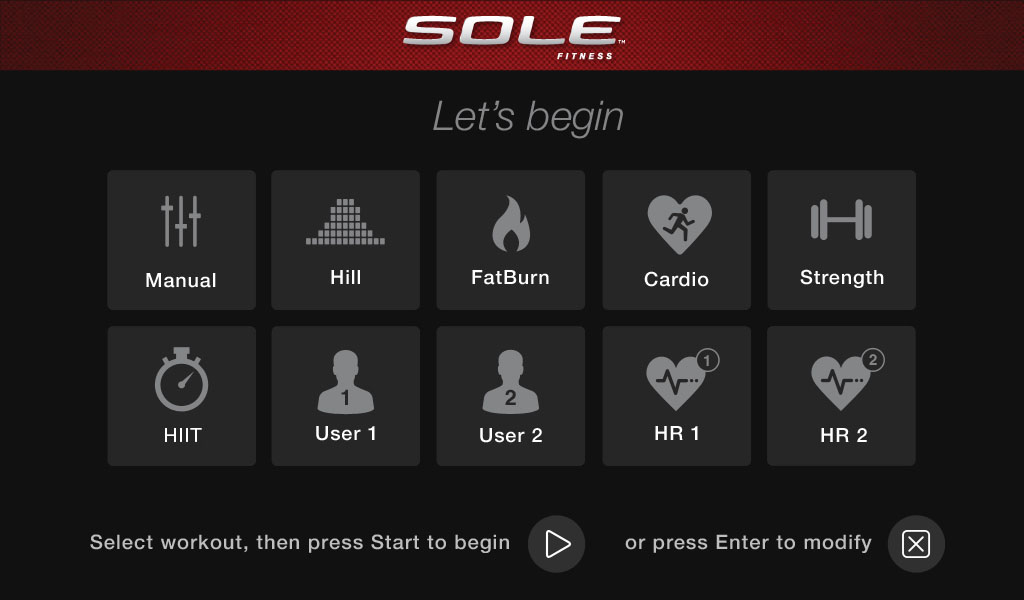 SOLE™
FITNESS
Let's begin
Manual
Hill
FatBurn
Cardio
Strength
HIIT
1
User 1
2
User 2
1
HR 1
2
HR 2
Select workout, then press Start to begin
or press Enter to modify